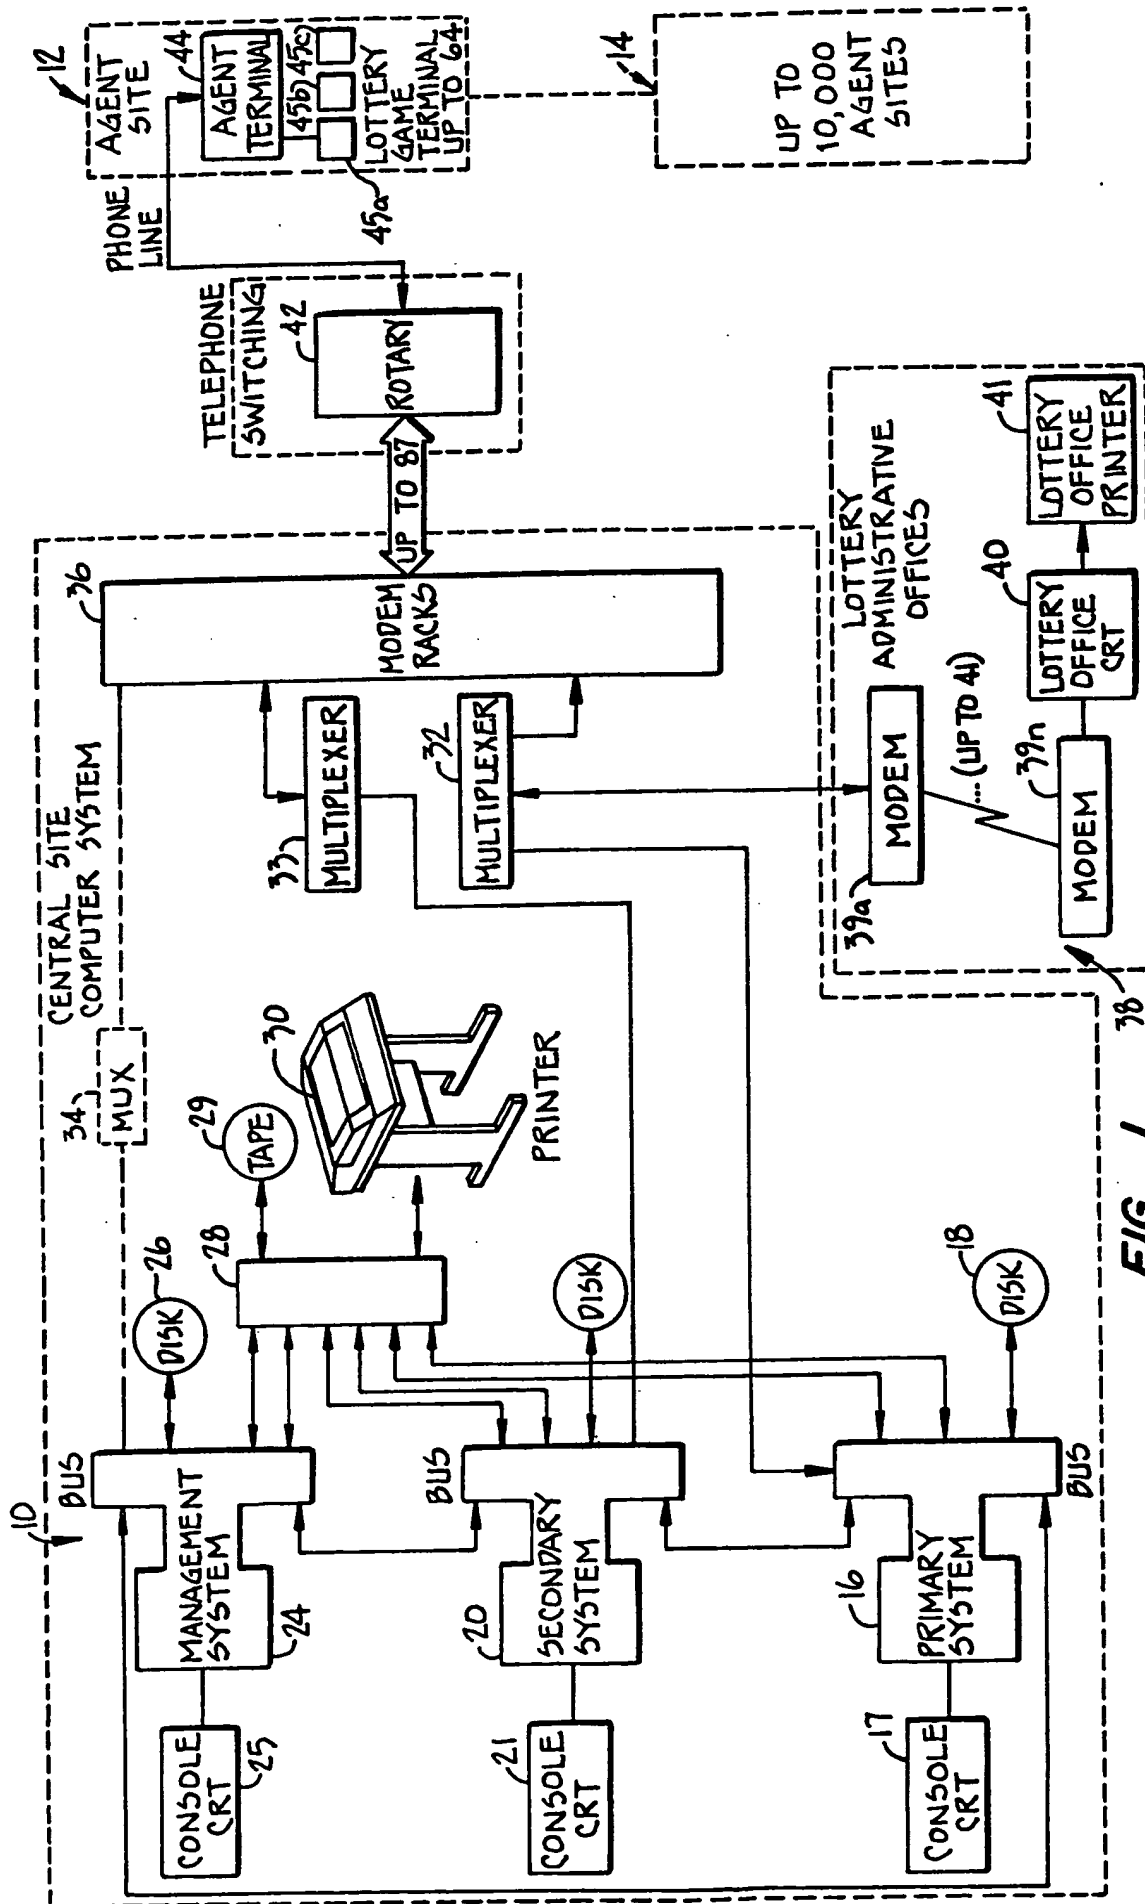 10
CENTRAL SITE
COMPUTER SYSTEM
34
MUX
36
MODEM
RACKS
UP TO 87
TELEPHONE
SWITCHING
42
ROTARY
PHONE
LINE
12
AGENT
SITE
44
AGENT
TERMINAL
45b
45c
45a
LOTTERY
GAME
TERMINAL
UP TO 64
14
UP TO
10,000
AGENT
SITES
CONSOLE
CRT
25
MANAGEMENT
SYSTEM
24
BUS
DISK
26
28
TAPE
29
30
PRINTER
33
MULTIPLEXER
32
MULTIPLEXER
CONSOLE
CRT
21
SECONDARY
SYSTEM
20
BUS
DISK
CONSOLE
CRT
17
PRIMARY
SYSTEM
16
BUS
DISK
18
LOTTERY
ADMINISTRATIVE
OFFICES
39a
MODEM
....(UP TO 4)
39n
MODEM
38
40
LOTTERY
OFFICE
CRT
41
LOTTERY
OFFICE
PRINTER
FIG. 1